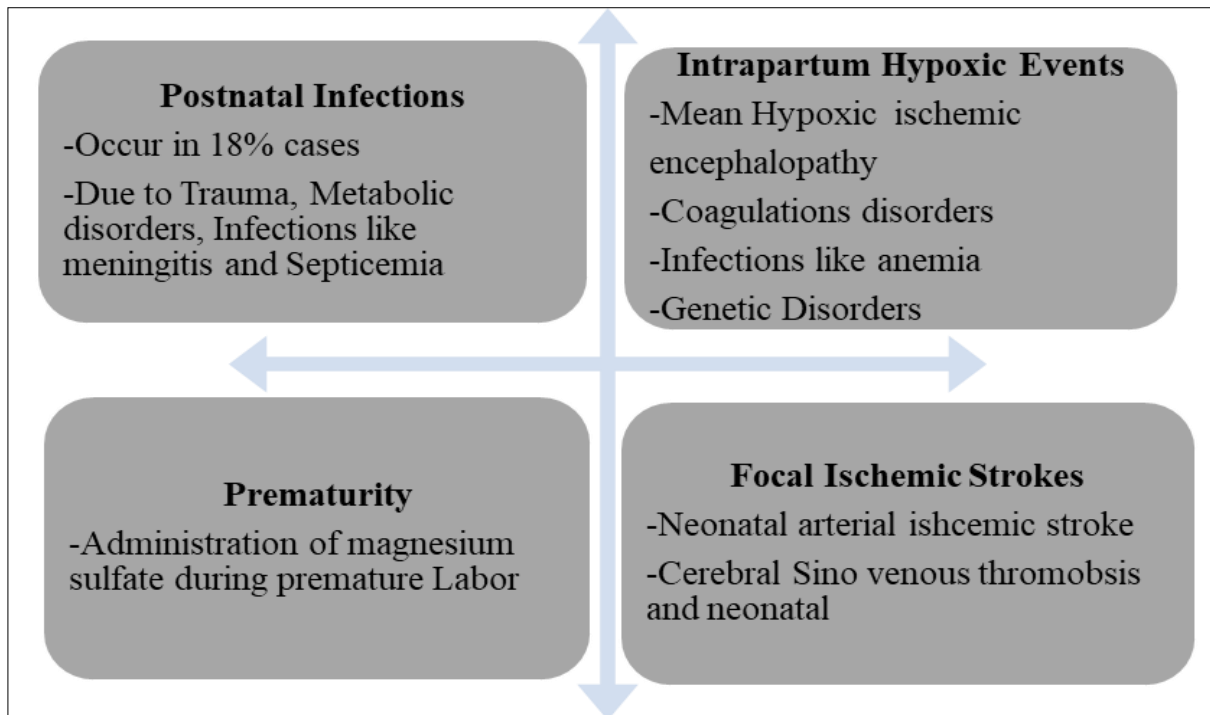 Postnatal Infections
-Occur in 18% cases
-Due to Trauma, Metabolic
disorders, Infections like
meningitis and Septicemia
Intrapartum Hypoxic Events
-Mean Hypoxic ischemic
encephalopathy
-Coagulations disorders
-Infections like anemia
-Genetic Disorders
Prematurity
-Administration of magnesium
sulfate during premature Labor
Focal Ischemic Strokes
-Neonatal arterial ishcemic stroke
-Cerebral Sino venous thromobsis
and neonatal